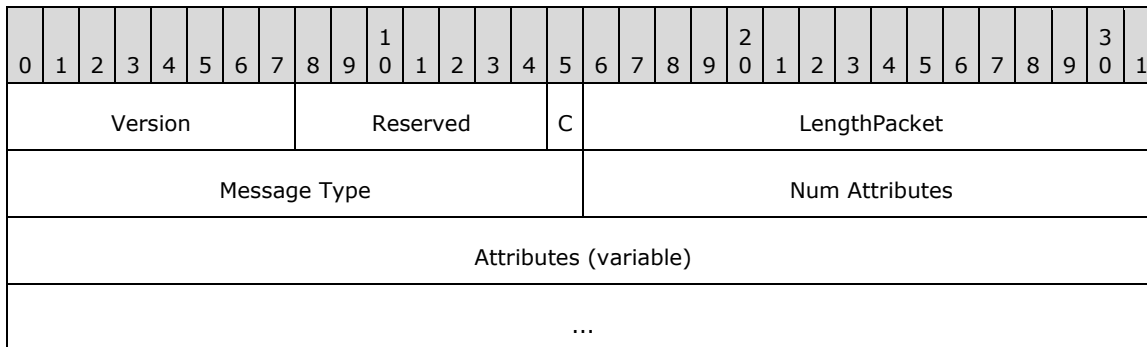 1 2 3
0 1 2 3 4 5 6 7 8 9 0 1 2 3 4 5 6 7 8 9 0 1 2 3 4 5 6 7 8 9 0 1
Version Reserved C LengthPacket
Message Type Num Attributes
Attributes (variable)
...